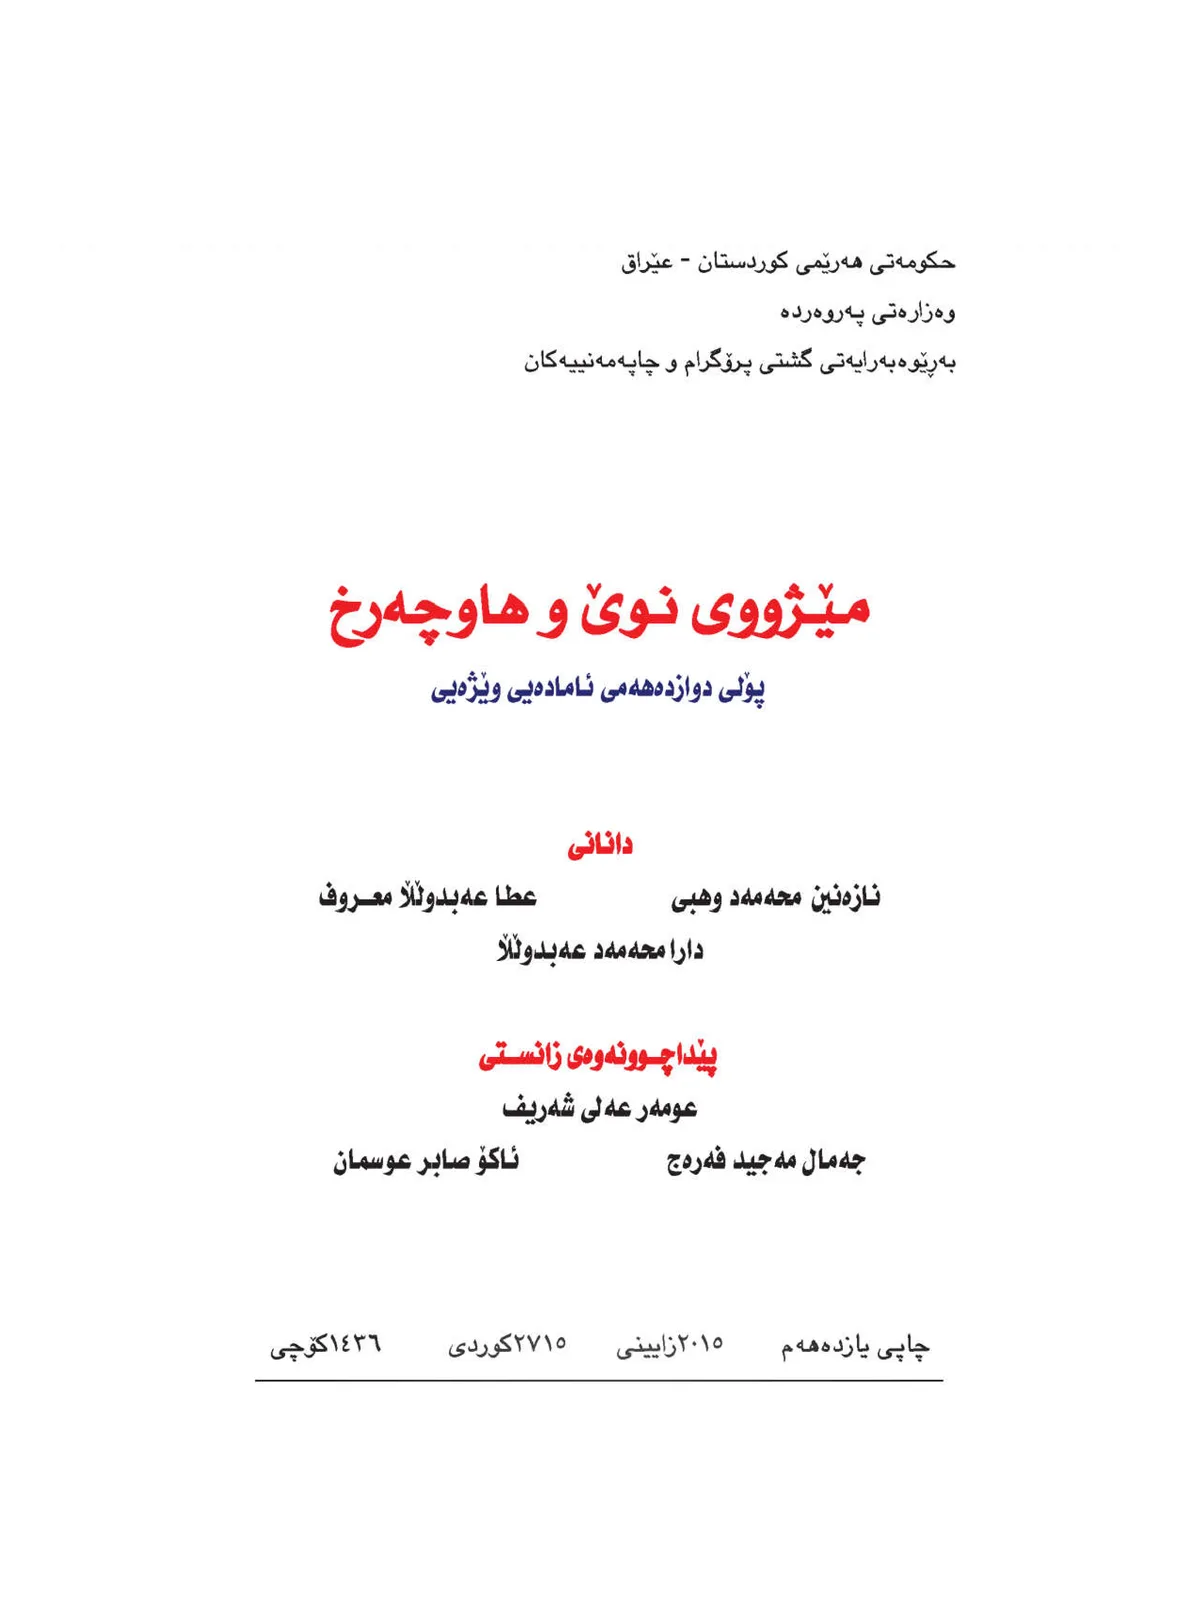 حکومەتی هەرێمی کوردستان - عێراق
وەزارەتی پەروەردە
بەڕێوەبەرایەتی گشتی پرۆگرام و چاپەمەنییەکان
مێژووی نوێ و هاوچەرخ
پۆلی دوازدەهەمی ئامادەیی وێژەیی
دانانی
نازەنین محەمەد وهبی عطا عەبدوڵڵا معروف
دارا محەمەد عەبدوڵڵا
پێداچوونەوەی زانستی
عومەر عەلی شەریف
جەمال مەجید فەرەج ئاکۆ صابر عوسمان
چاپی یازدەهەم ٢٠١٥زایینی ٢٧١٥کوردی ١٤٣٦کۆچی